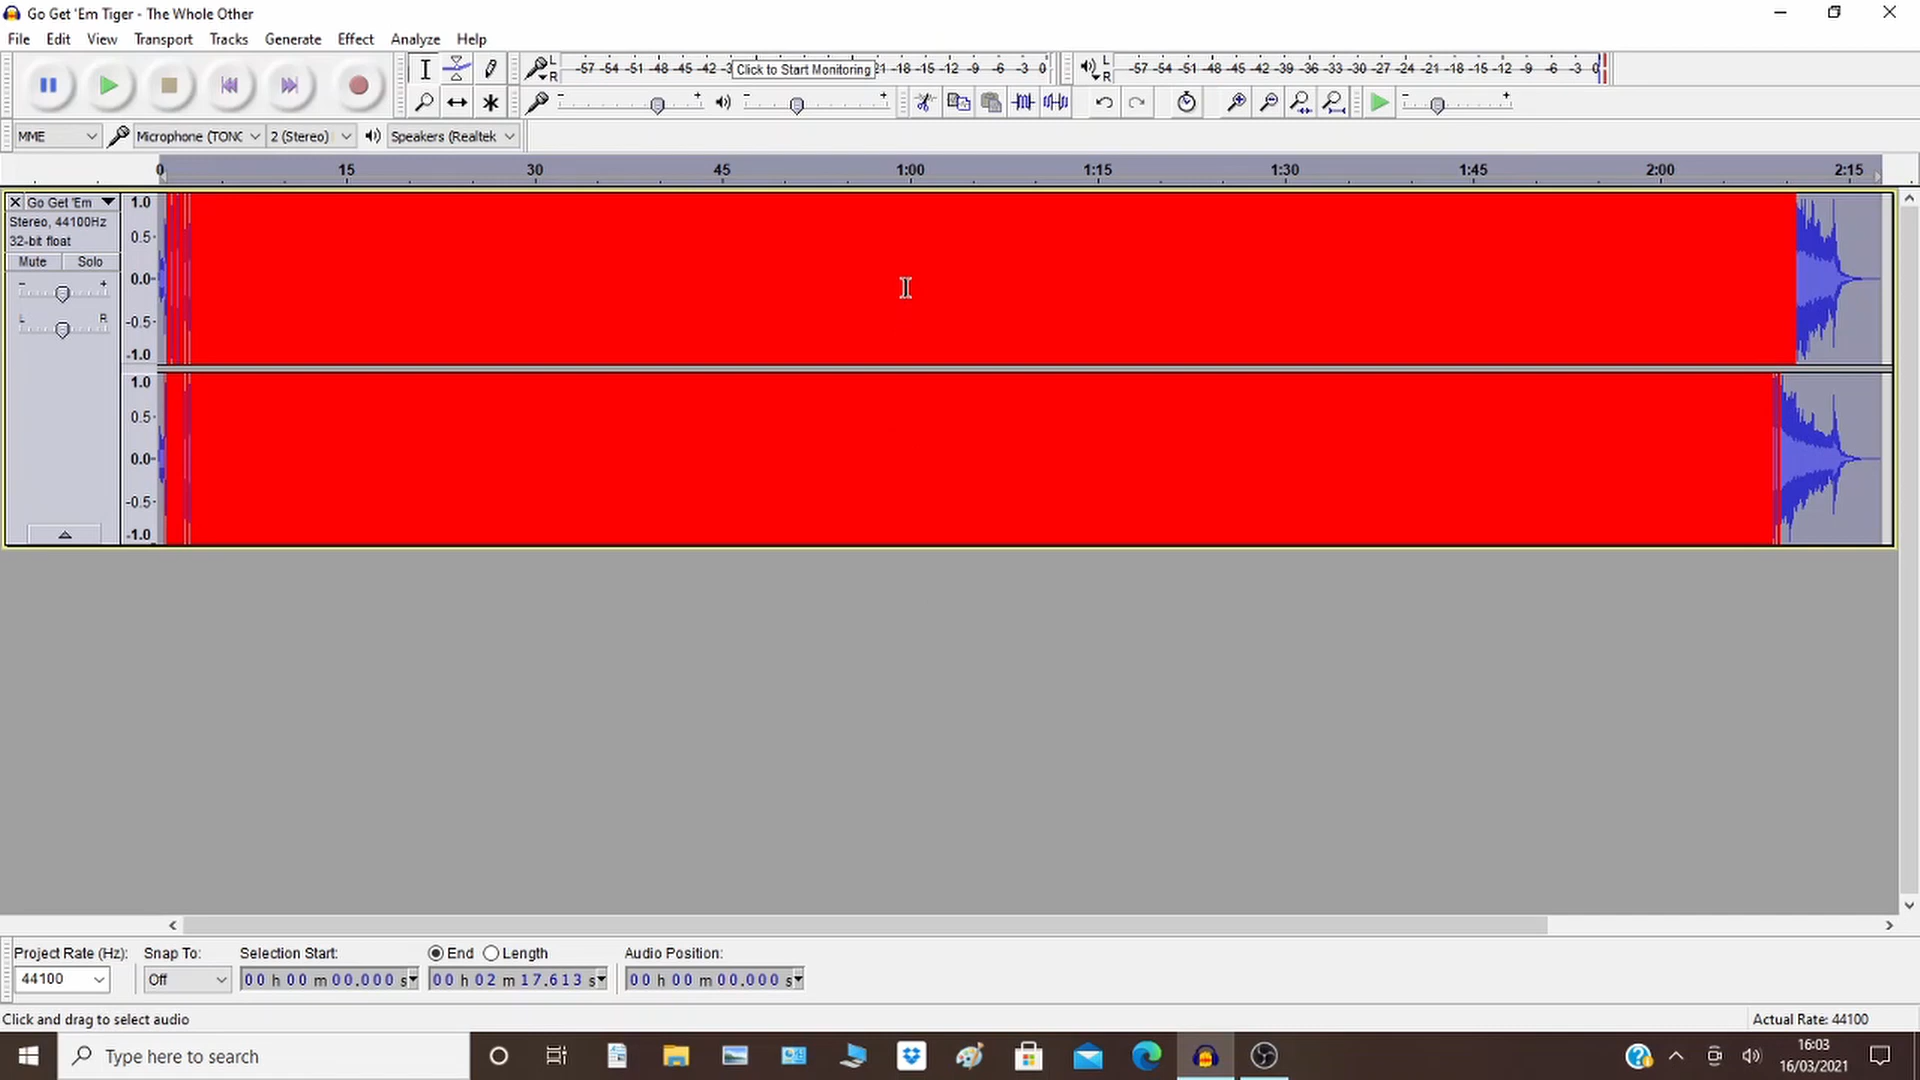 Go Get 'Em Tiger - The Whole Other
File Edit View Transport Tracks Generate Effect Analyze Help
L R -57 -54 -51 -48 -45 -42 -3 Click to Start Monitoring 21 -18 -15 -12 -9 -6 -3 0 L R -57 -54 -51 -48 -45 -42 -39 -36 -33 -30 -27 -24 -21 -18 -15 -12 -9 -6 -3 0
MME Microphone (TONC 2 (Stereo) Speakers (Realtek
0 15 30 45 1:00 1:15 1:30 1:45 2:00 2:15
Go Get 'Em 1.0
Stereo, 44100Hz 0.5
32-bit float
Mute Solo 0.0
- +
L R -0.5
-1.0
1.0
0.5
0.0
-0.5
-1.0
Project Rate (Hz): Snap To: Selection Start: End Length Audio Position:
44100 Off 00 h 00 m 00.000 s 00 h 02 m 17.613 s 00 h 00 m 00.000 s
Click and drag to select audio Actual Rate: 44100
Type here to search 16:03
16/03/2021